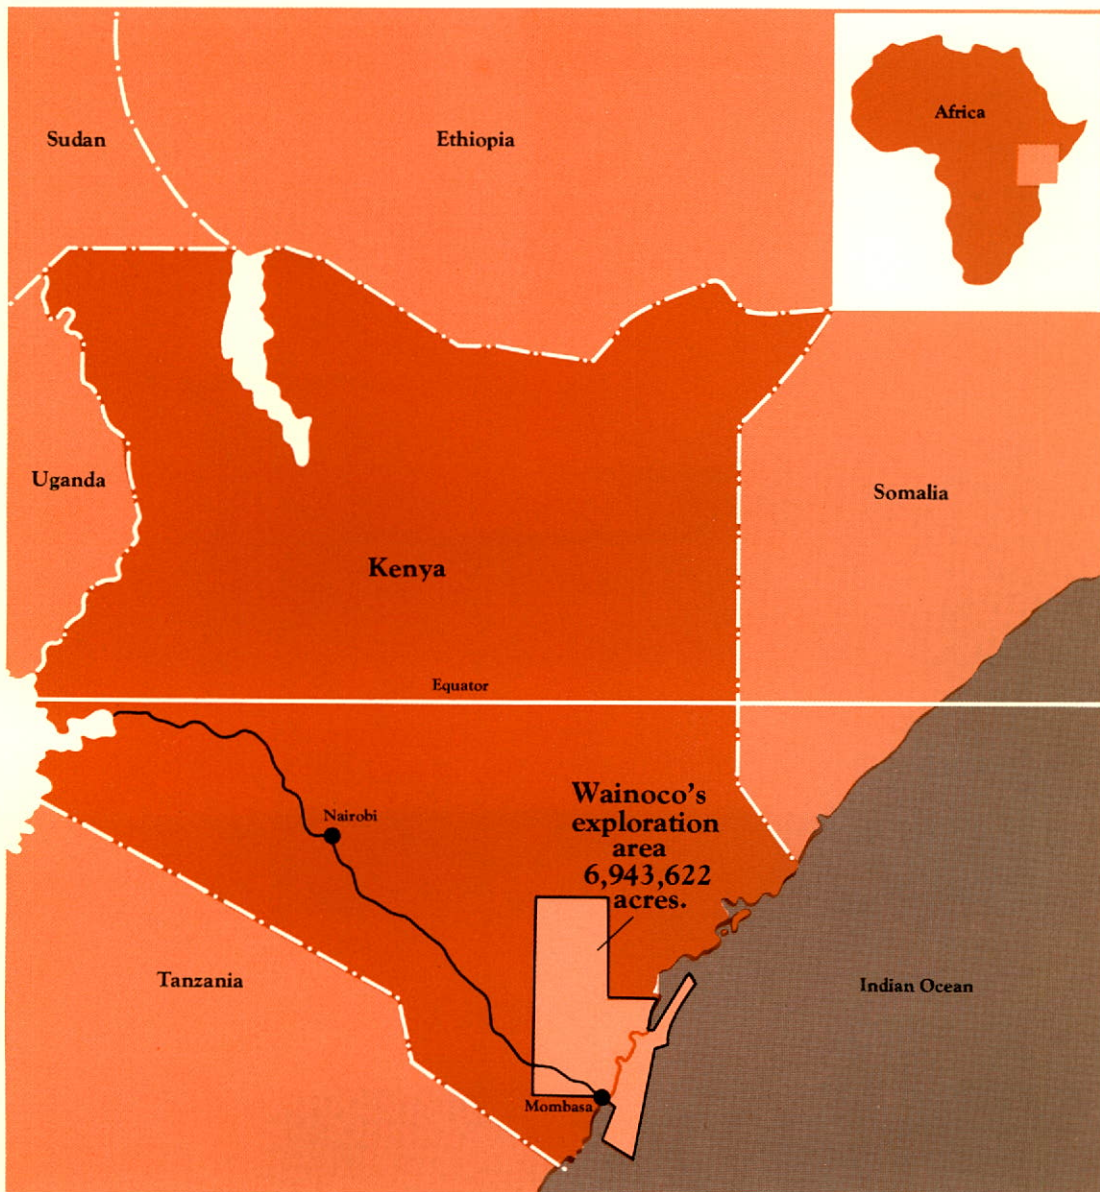 Africa
Sudan
Ethiopia
Uganda
Somalia
Kenya
Equator
Wainoco's
exploration
area
6,943,622
acres.
Nairobi
Tanzania
Indian Ocean
Mombasa